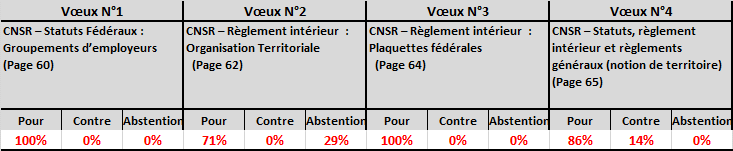 Vœux N°1 Vœux N°2 Vœux N°3 Vœux N°4
CNSR – Statuts Fédéraux : CNSR – Règlement intérieur : CNSR – Règlement intérieur : CNSR – Statuts, règlement
Groupements d’employeurs Organisation Territoriale Plaquettes fédérales intérieur et règlements
(Page 60) (Page 62) (Page 64) généraux (notion de territoire)
(Page 65)
Pour Contre Abstention Pour Contre Abstention Pour Contre Abstention Pour Contre Abstention
100% 0% 0% 71% 0% 29% 100% 0% 0% 86% 14% 0%